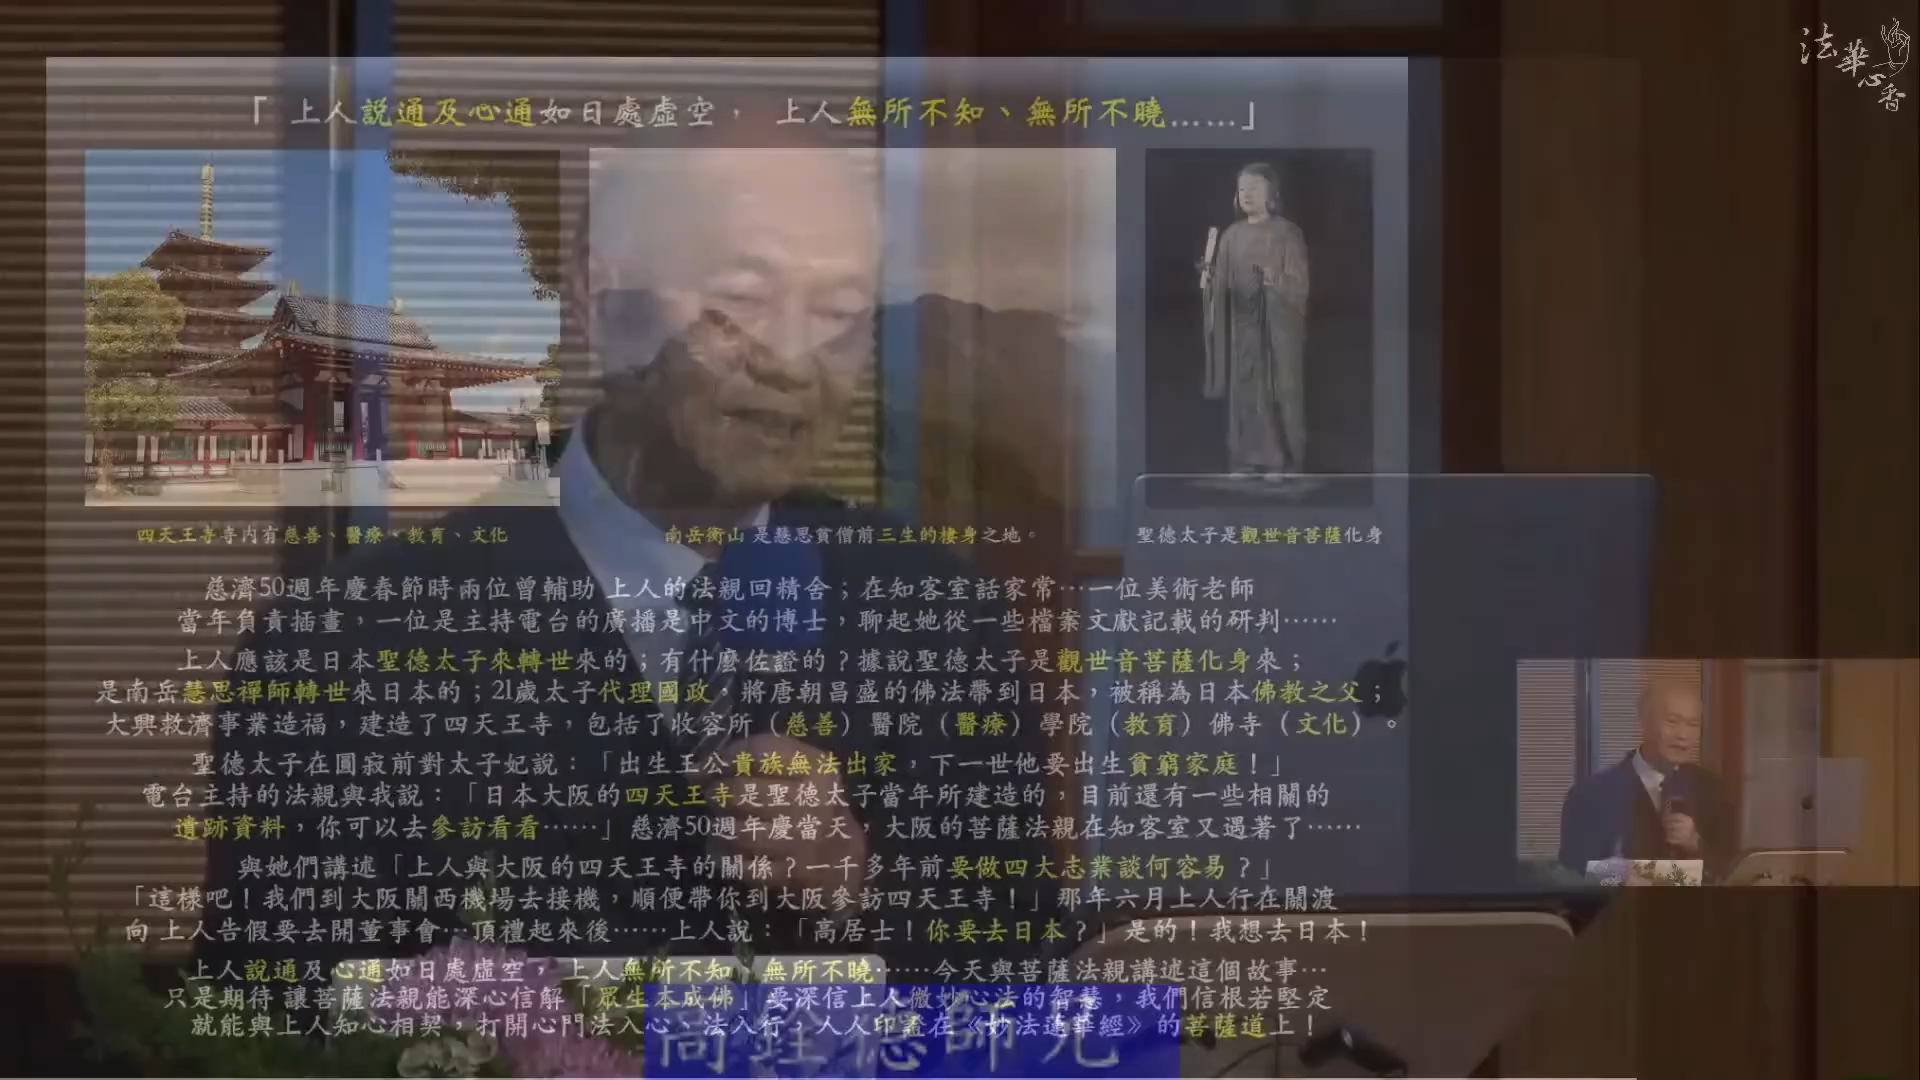 法華心香
「 上人說通及心通如日處虛空， 上人無所不知、無所不曉……」
四天王寺寺內有慈善、醫療、教育、文化
南岳衡山 是慧思貧僧前三生的棲身之地。
聖德太子是觀世音菩薩化身
慈濟50週年慶春節時兩位曾輔助 上人的法親回精舍；在知客室話家常…一位美術老師
當年負責插畫，一位是主持電台的廣播是中文的博士，聊起她從一些檔案文獻記載的研判……
上人應該是日本聖德太子來轉世來的；有什麼佐證的？據說聖德太子是觀世音菩薩化身來；
是南岳慧思禪師轉世來日本的；21歲太子代理國政，將唐朝昌盛的佛法帶到日本，被稱為日本佛教之父；
大興救濟事業造福，建造了四天王寺，包括了收容所（慈善）醫院（醫療）學院（教育）佛寺（文化）。
聖德太子在圓寂前對太子妃說：「出生王公貴族無法出家，下一世他要出生貧窮家庭！」
電台主持的法親與我說：「日本大阪的四天王寺是聖德太子當年所建造的，目前還有一些相關的
遺跡資料，你可以去參訪看看……」慈濟50週年慶當天，大阪的菩薩法親在知客室又遇著了……
與她們講述「上人與大阪的四天王寺的關係？一千多年前要做四大志業談何容易？」
「這樣吧！我們到大阪關西機場去接機，順便帶你到大阪參訪四天王寺！」那年六月上人行在關渡
向 上人告假要去開董事會…頂禮起來後……上人說：「高居士！你要去日本？」是的！我想去日本！
上人說通及心通如日處虛空， 上人無所不知、無所不曉……今天與菩薩法親講述這個故事…
只是期待 讓菩薩法親能深心信解「眾生本成佛」要深信上人微妙心法的智慧，我們信根若堅定
就能與上人知心相契，打開心門法入心、法入行，人人印證在《妙法蓮華經》的菩薩道上！
高銓德師兄